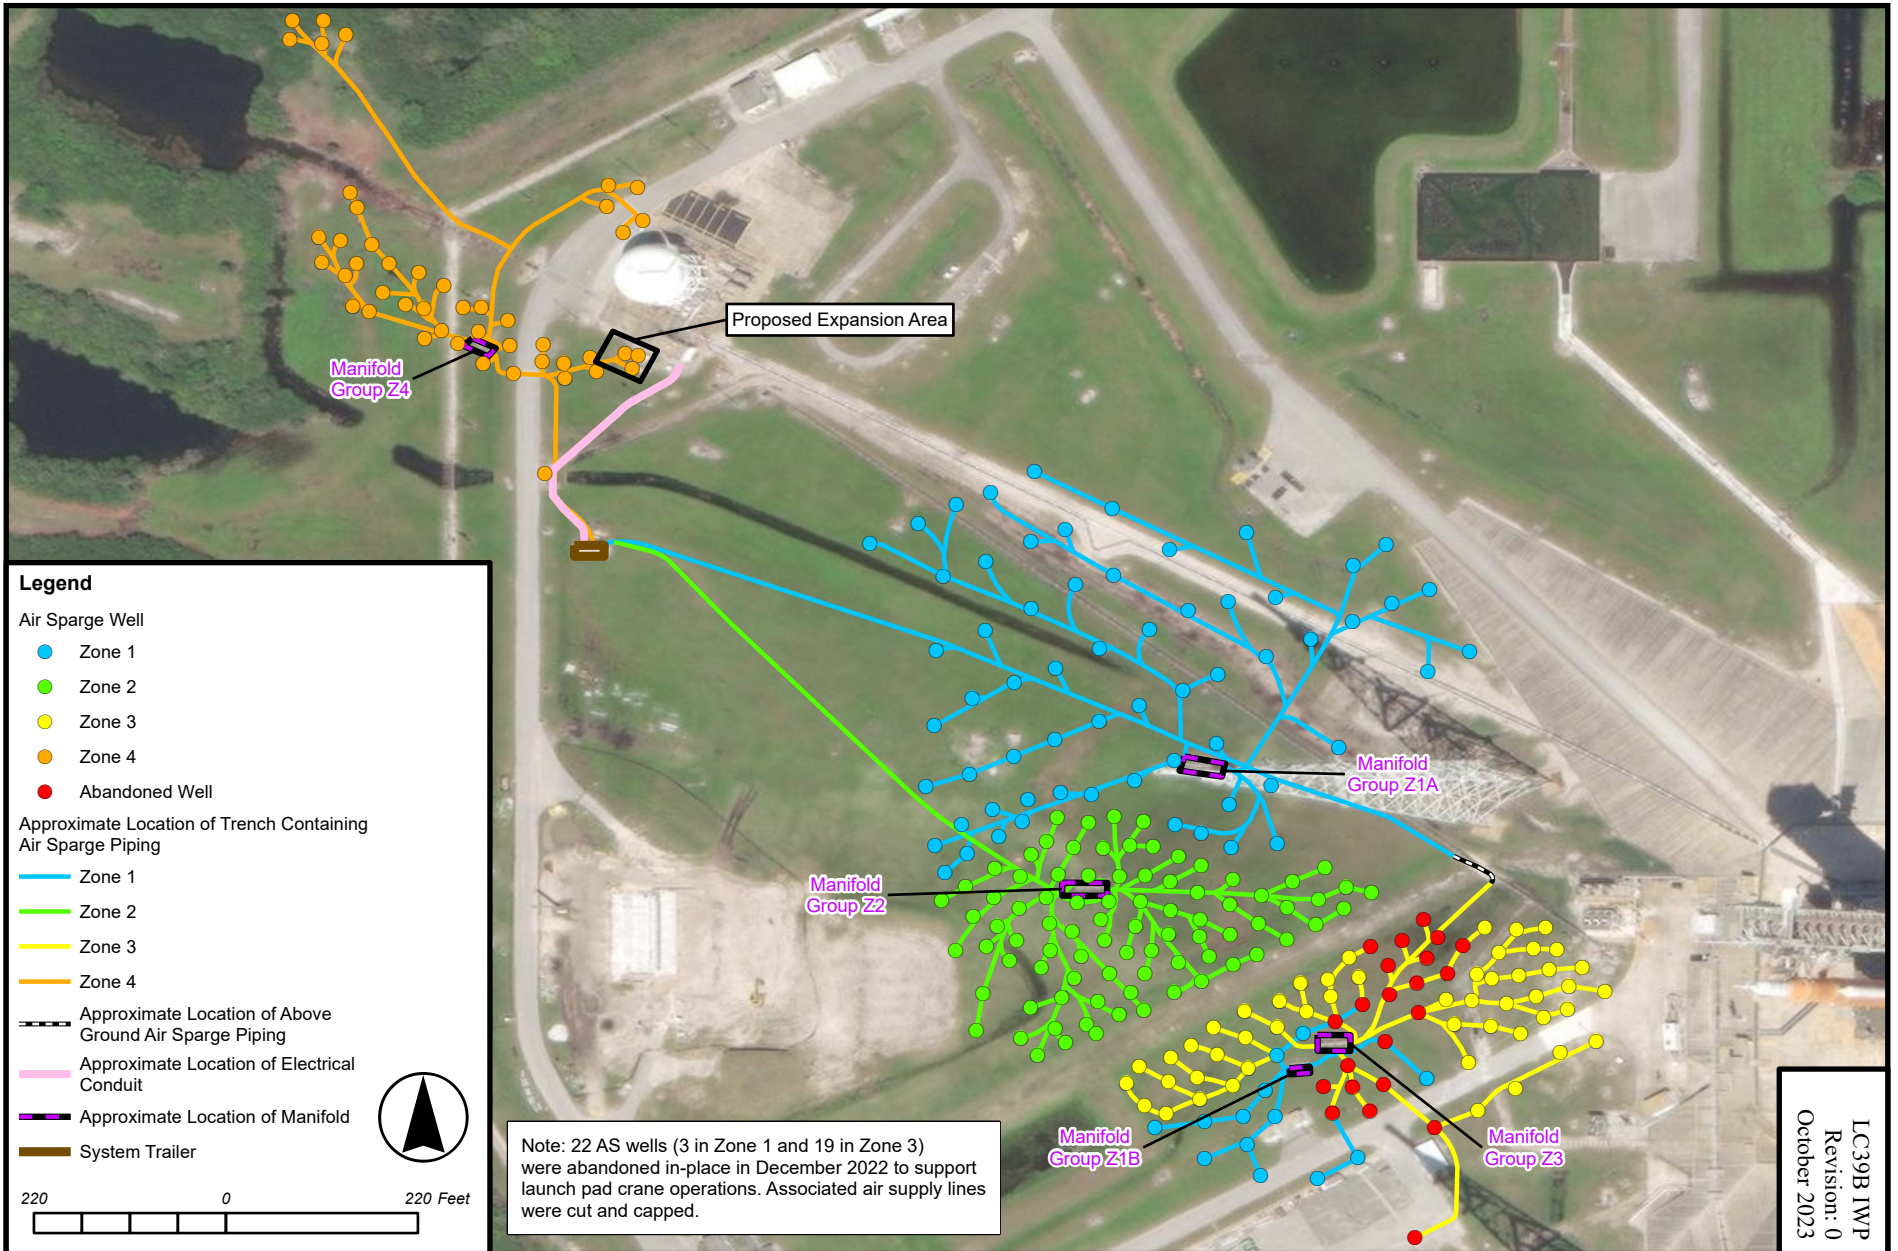 Proposed Expansion Area
Manifold
Group Z4
Manifold
Group Z1A
Manifold
Group Z2
Manifold
Group Z1B
Manifold
Group Z3
Legend
Air Sparge Well
Zone 1
Zone 2
Zone 3
Zone 4
Abandoned Well
Approximate Location of Trench Containing
Air Sparge Piping
Zone 1
Zone 2
Zone 3
Zone 4
Approximate Location of Above
Ground Air Sparge Piping
Approximate Location of Electrical
Conduit
Approximate Location of Manifold
System Trailer
220 0 220 Feet
Note: 22 AS wells (3 in Zone 1 and 19 in Zone 3)
were abandoned in-place in December 2022 to support
launch pad crane operations. Associated air supply lines
were cut and capped.
LC39B IWP
Revision: 0
October 2023